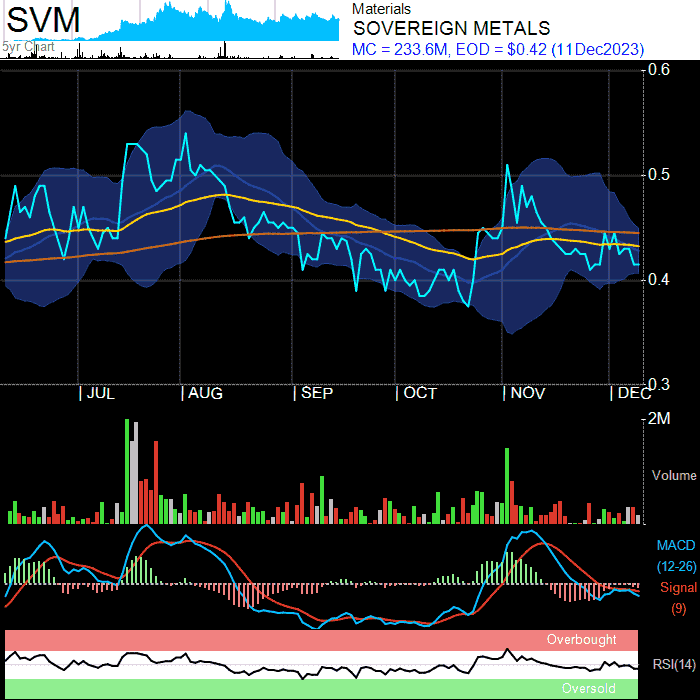 SVM
5yr Chart
Materials
SOVEREIGN METALS
MC = 233.6M, EOD = $0.42 (11Dec2023)
0.6
0.5
0.4
0.3
JUL
AUG
SEP
OCT
NOV
DEC
2M
Volume
MACD
(12-26)
Signal
(9)
Overbought
RSI(14)
Oversold